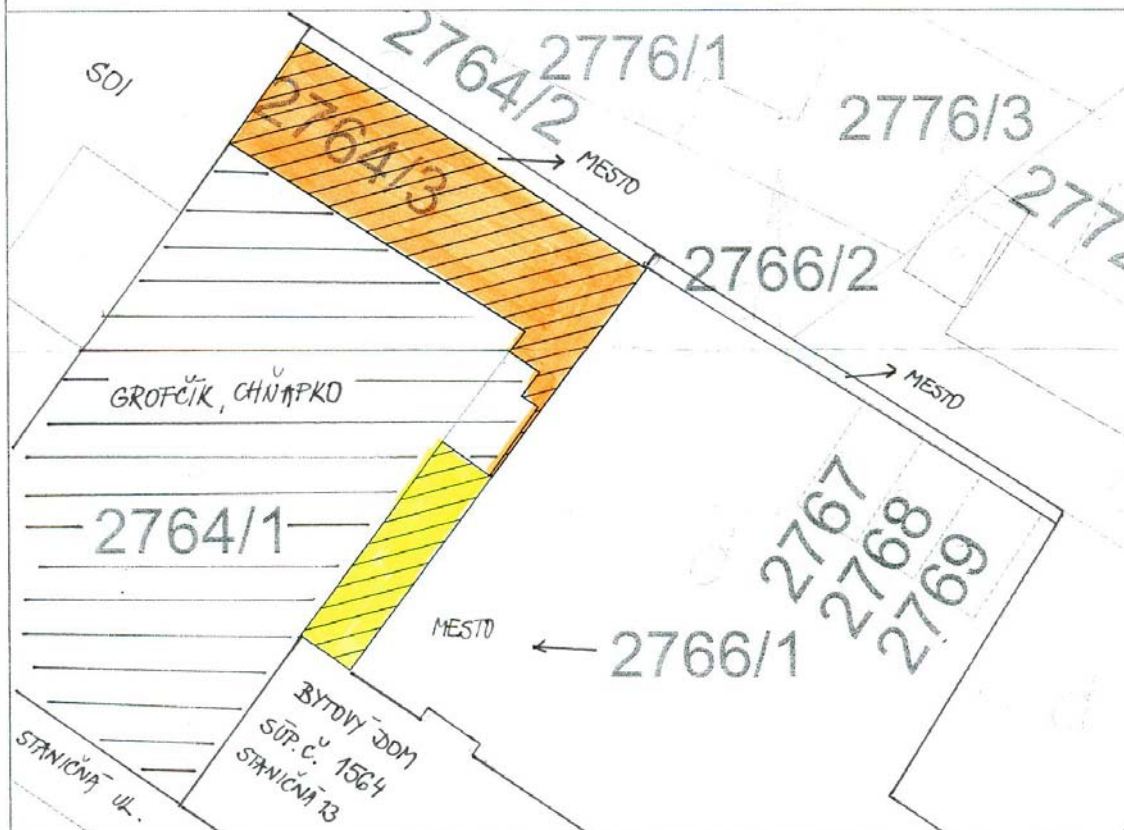 SOI
2764/2
2776/1
2776/3
2764/3
MESTO
2772
2766/2
MESTO
GROFČÍK, CHŇAPKO
2767
2768
2769
2764/1
MESTO
2766/1
BYTOVÝ DOM
SÚP. Č. 1564
STANIČNÁ 13
STANIČNÁ UL.